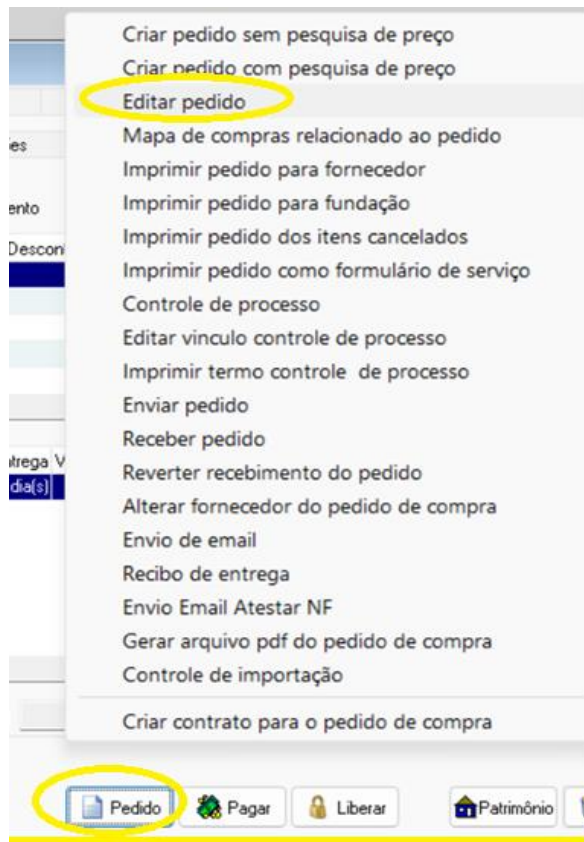 Criar pedido sem pesquisa de preço
Criar pedido com pesquisa de preço
Editar pedido
es
Mapa de compras relacionado ao pedido
Imprimir pedido para fornecedor
ento
Imprimir pedido para fundação
Descon
Imprimir pedido dos itens cancelados
Imprimir pedido como formulário de serviço
Controle de processo
Editar vinculo controle de processo
Imprimir termo controle de processo
Enviar pedido
Receber pedido
trega V
Reverter recebimento do pedido
dia(s)
Alterar fornecedor do pedido de compra
Envio de email
Recibo de entrega
Envio Email Atestar NF
Gerar arquivo pdf do pedido de compra
Controle de importação
Criar contrato para o pedido de compra
Pedido Pagar Liberar Patrimônio